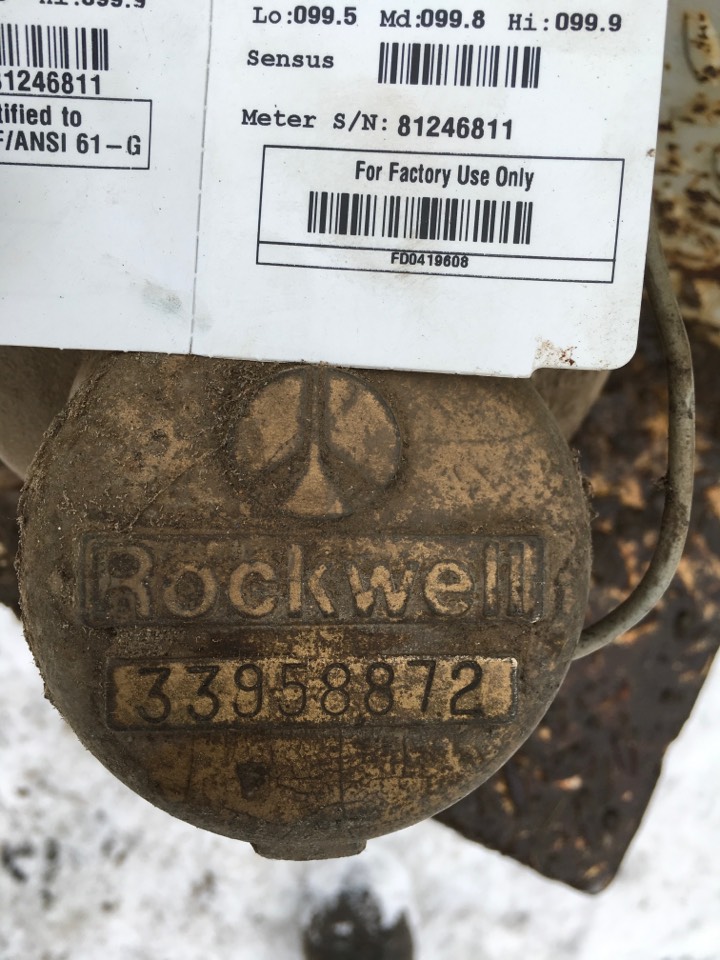 Lo:099.5 Md:099.8 Hi:099.9
Sensus
81246811
Meter S/N: 81246811
tified to
F/ANSI 61-G
For Factory Use Only
FD0419608
Rockwell
33958872